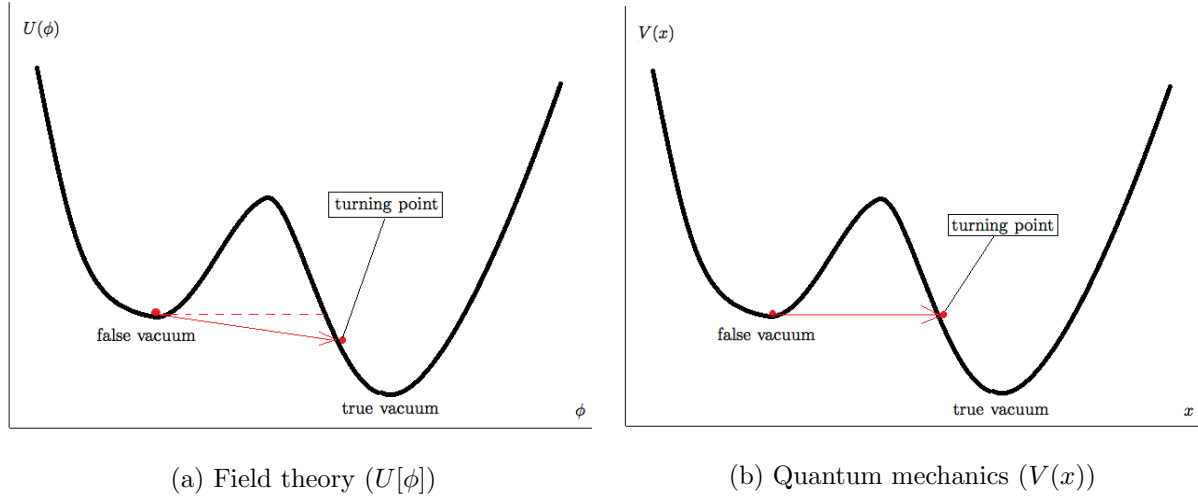 U(ϕ)
turning point
false vacuum
true vacuum
ϕ
(a) Field theory (U[ϕ])
V(x)
turning point
false vacuum
true vacuum
x
(b) Quantum mechanics (V(x))